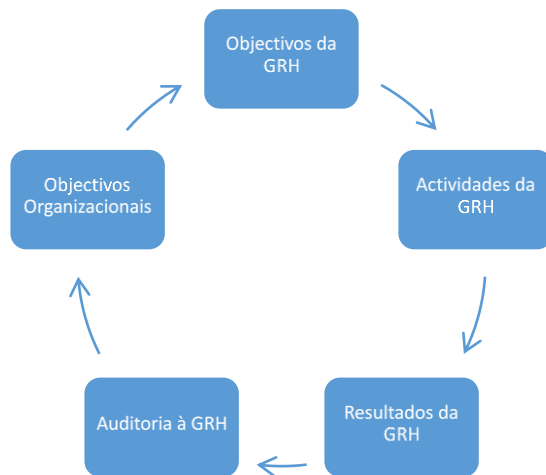 Objectivos da
GRH
Actividades da
GRH
Resultados da
GRH
Auditoria à GRH
Objectivos
Organizacionais